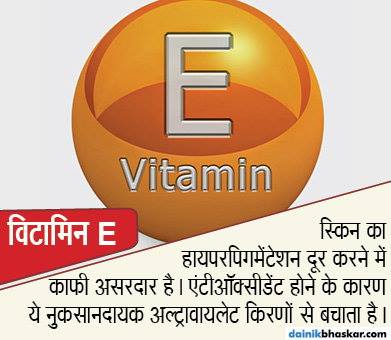 E
Vitamin
विटामिन E
स्किन का
हायपरपिगमेंटेशन दूर करने में
काफी असरदार है। एंटीऑक्सीडेंट होने के कारण
ये नुकसानदायक अल्ट्रावायलेट किरणों से बचाता है।
dainikbhaskar.com